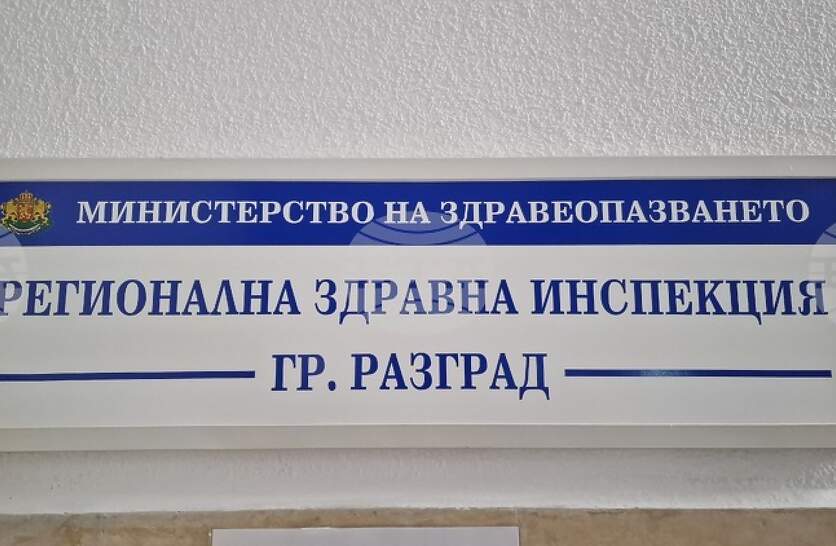 МИНИСТЕРСТВО НА ЗДРАВЕОПАЗВАНЕТО
РЕГИОНАЛНА ЗДРАВНА ИНСПЕКЦИЯ
ГР. РАЗГРАД